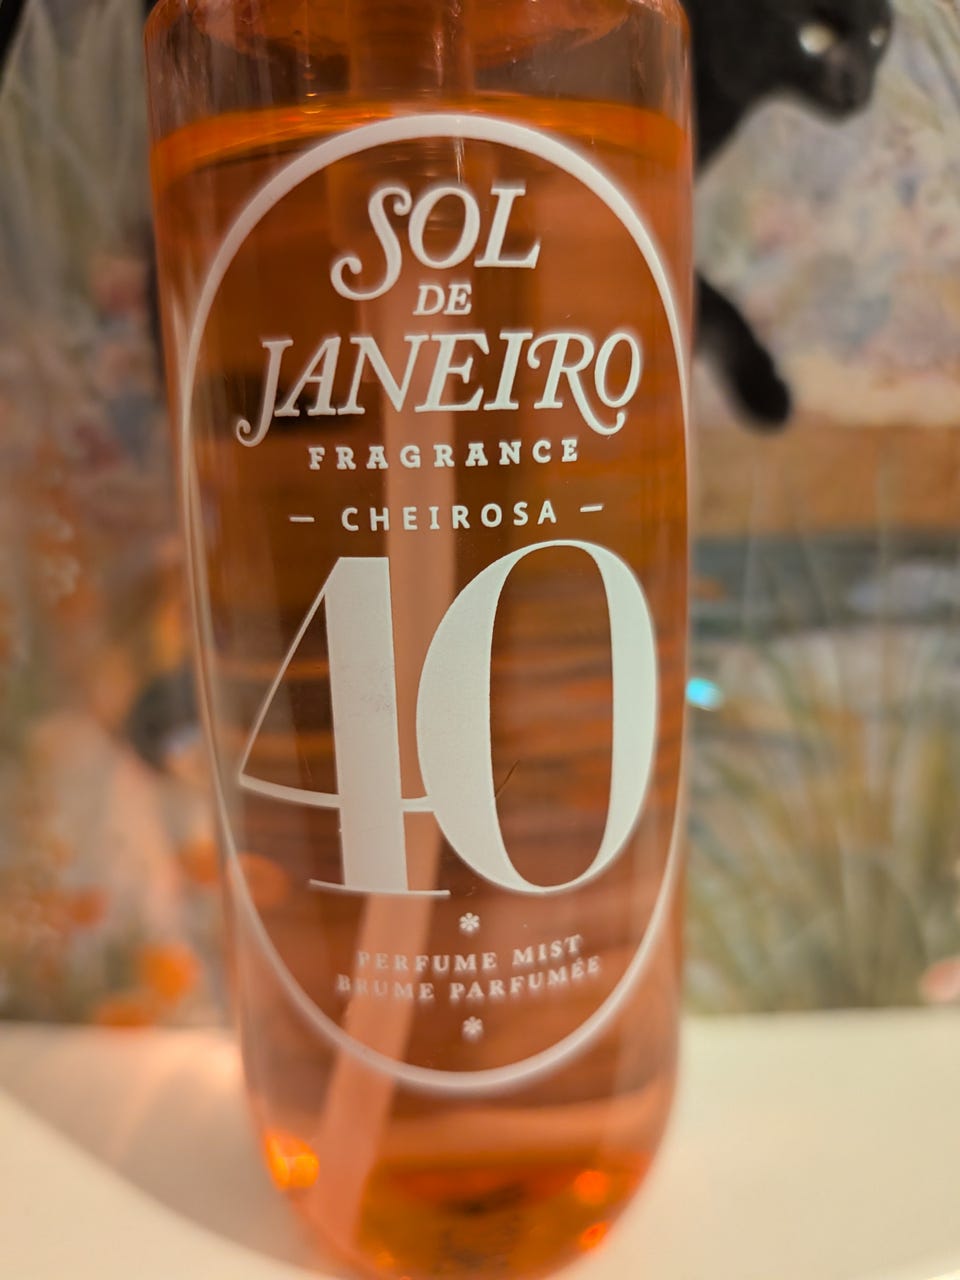 SOL
DE
JANEIRO
FRAGRANCE
– CHEIROSA –
40
PERFUME MIST
BRUME PARFUMÉE